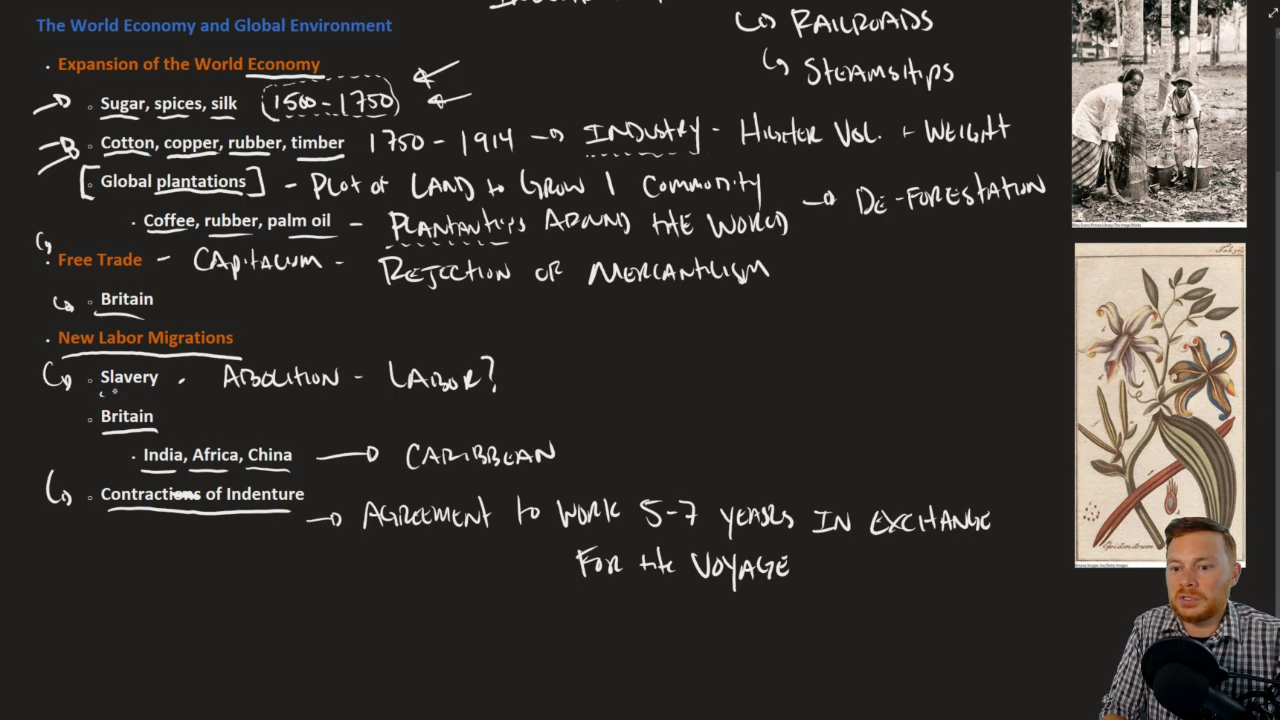 The World Economy and Global Environment
↳ RAILROADS
↳ STEAMSHIPS
• Expansion of the World Economy
◦ Sugar, spices, silk (1500-1750)
◦ Cotton, copper, rubber, timber 1750-1914 → INDUSTRY - HIGHER VOL. + WEIGHT
[◦ Global plantations] - PLOT OF LAND to GROW 1 COMMODITY
→ DE-FORESTATION
▪ Coffee, rubber, palm oil - PLANTANTIONS AROUND tHE WORLD
• Free Trade - CAPITALISM - REJECTION OF MERCANTILISM
◦ Britain
• New Labor Migrations
◦ Slavery - ABOLITION - LABOR?
◦ Britain
▪ India, Africa, China → CARIBBEAN
◦ Contractions of Indenture
→ AGREEMENT to WORK 5-7 YEARS IN EXCHANGE
FOR tHE VOYAGE